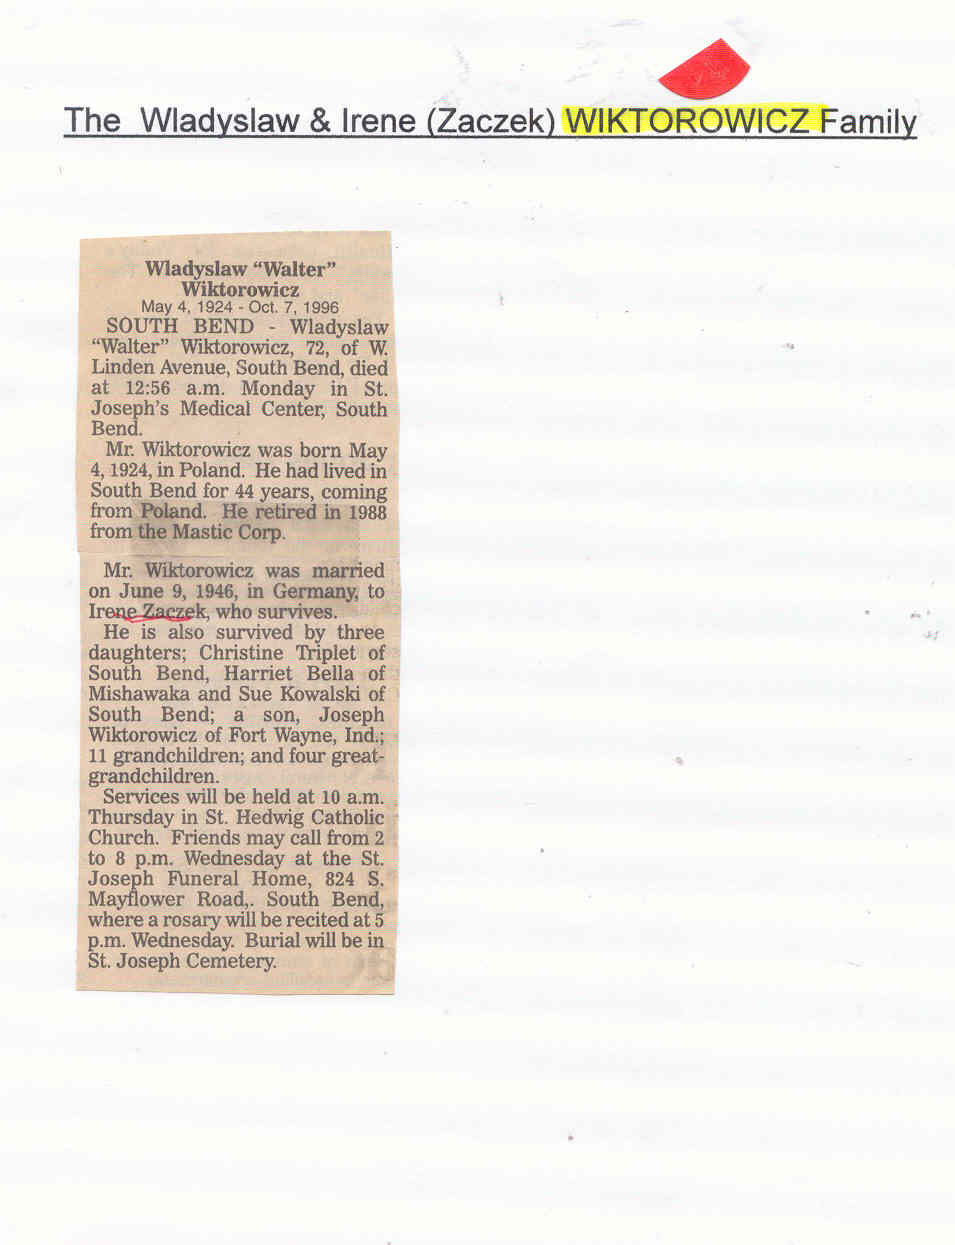 The Wladyslaw & Irene (Zaczek) WIKTOROWICZ Family
Wladyslaw “Walter”
Wiktorowicz
May 4, 1924 - Oct. 7, 1996
SOUTH BEND - Wladyslaw
“Walter” Wiktorowicz, 72, of W.
Linden Avenue, South Bend, died
at 12:56 a.m. Monday in St.
Joseph’s Medical Center, South
Bend.
Mr. Wiktorowicz was born May
4, 1924, in Poland. He had lived in
South Bend for 44 years, coming
from Poland. He retired in 1988
from the Mastic Corp.
Mr. Wiktorowicz was married
on June 9, 1946, in Germany, to
Irene Zaczek, who survives.
He is also survived by three
daughters; Christine Triplet of
South Bend, Harriet Bella of
Mishawaka and Sue Kowalski of
South Bend; a son, Joseph
Wiktorowicz of Fort Wayne, Ind.;
11 grandchildren; and four great-
grandchildren.
Services will be held at 10 a.m.
Thursday in St. Hedwig Catholic
Church. Friends may call from 2
to 8 p.m. Wednesday at the St.
Joseph Funeral Home, 824 S.
Mayflower Road,. South Bend,
where a rosary will be recited at 5
p.m. Wednesday. Burial will be in
St. Joseph Cemetery.